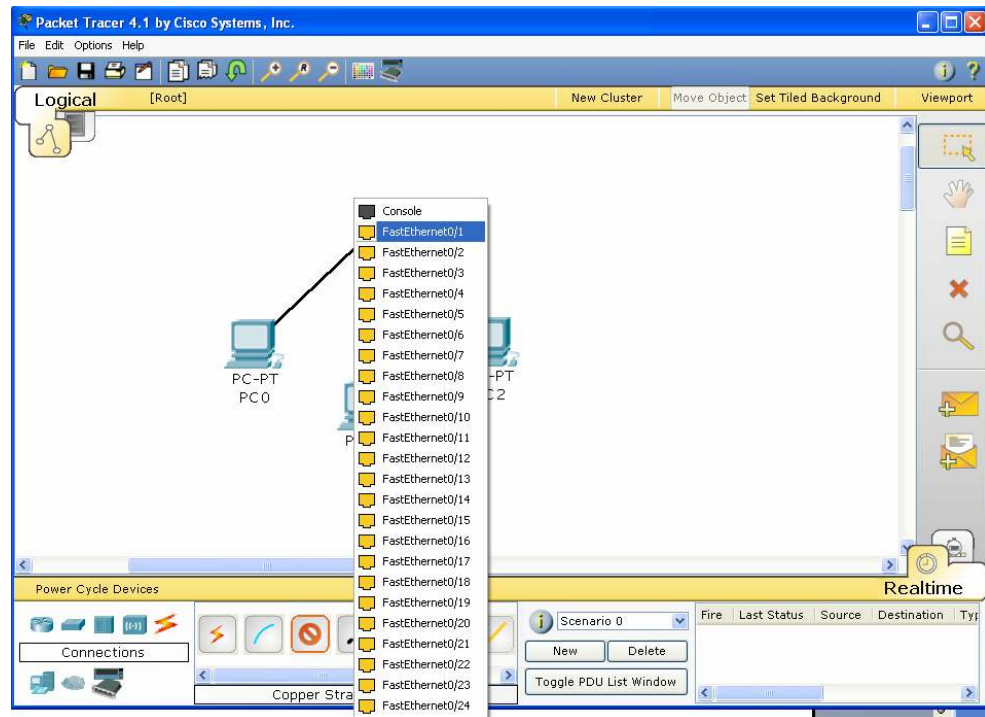 Packet Tracer 4.1 by Cisco Systems, Inc.
File Edit Options Help
Logical [Root] New Cluster Move Object Set Tiled Background Viewport
Console
FastEthernet0/1
FastEthernet0/2
FastEthernet0/3
FastEthernet0/4
FastEthernet0/5
FastEthernet0/6
FastEthernet0/7
FastEthernet0/8
FastEthernet0/9
FastEthernet0/10
FastEthernet0/11
FastEthernet0/12
FastEthernet0/13
FastEthernet0/14
FastEthernet0/15
FastEthernet0/16
FastEthernet0/17
FastEthernet0/18
FastEthernet0/19
FastEthernet0/20
FastEthernet0/21
FastEthernet0/22
FastEthernet0/23
FastEthernet0/24
PC-PT
PC0
P
-PT
C2
Power Cycle Devices
Realtime
Connections
Copper Stra
Scenario 0
New Delete
Toggle PDU List Window
Fire Last Status Source Destination Typ